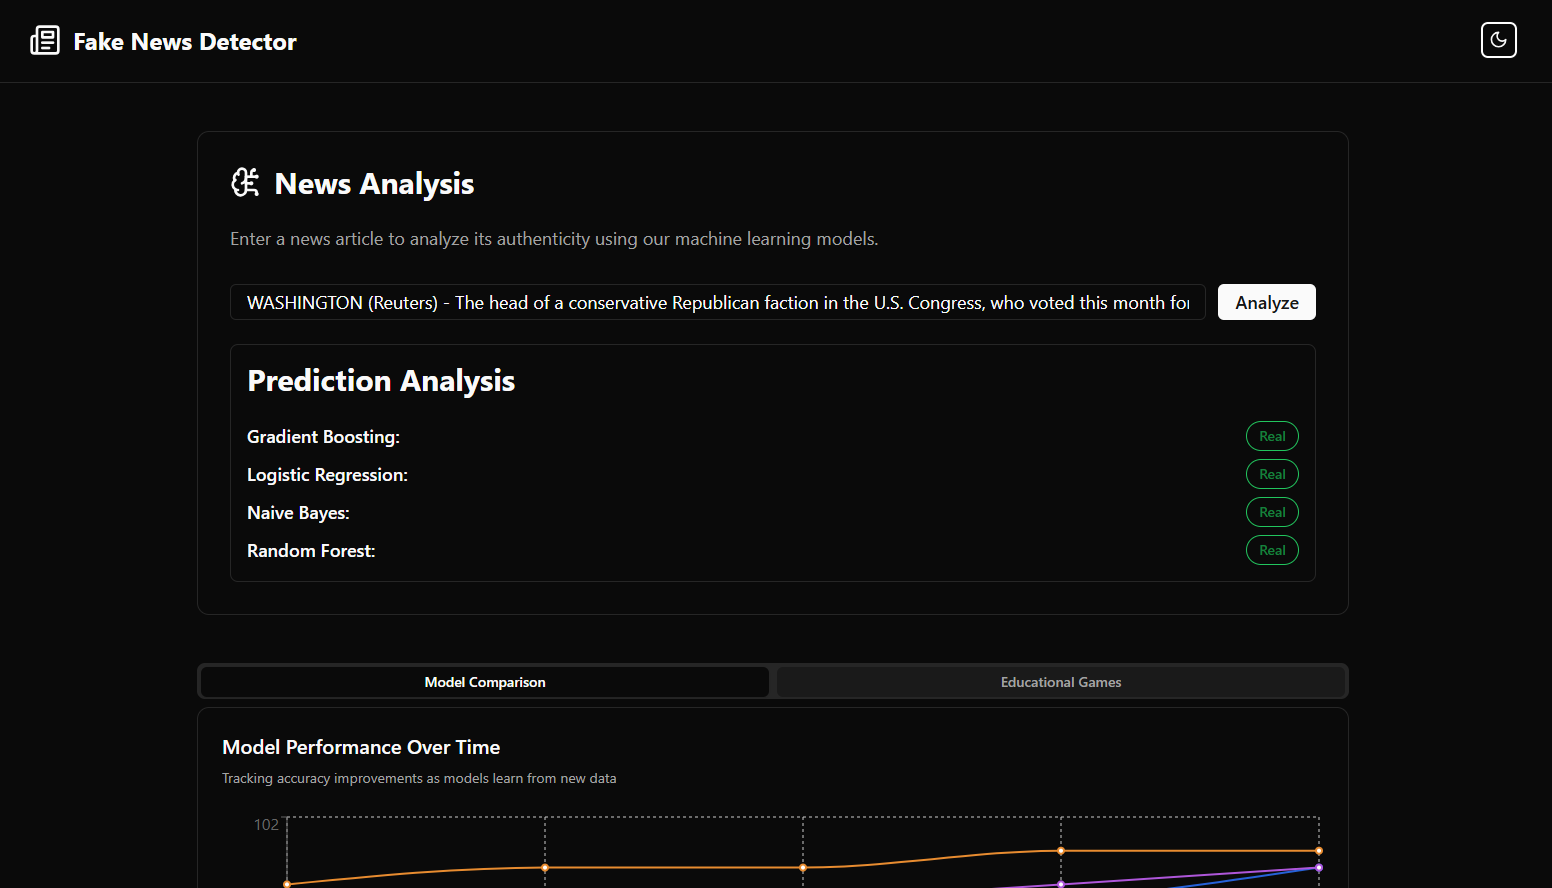 Fake News Detector
News Analysis
Enter a news article to analyze its authenticity using our machine learning models.
WASHINGTON (Reuters) - The head of a conservative Republican faction in the U.S. Congress, who voted this month for
Analyze
Prediction Analysis
Gradient Boosting: Real
Logistic Regression: Real
Naive Bayes: Real
Random Forest: Real
Model Comparison Educational Games
Model Performance Over Time
Tracking accuracy improvements as models learn from new data
102